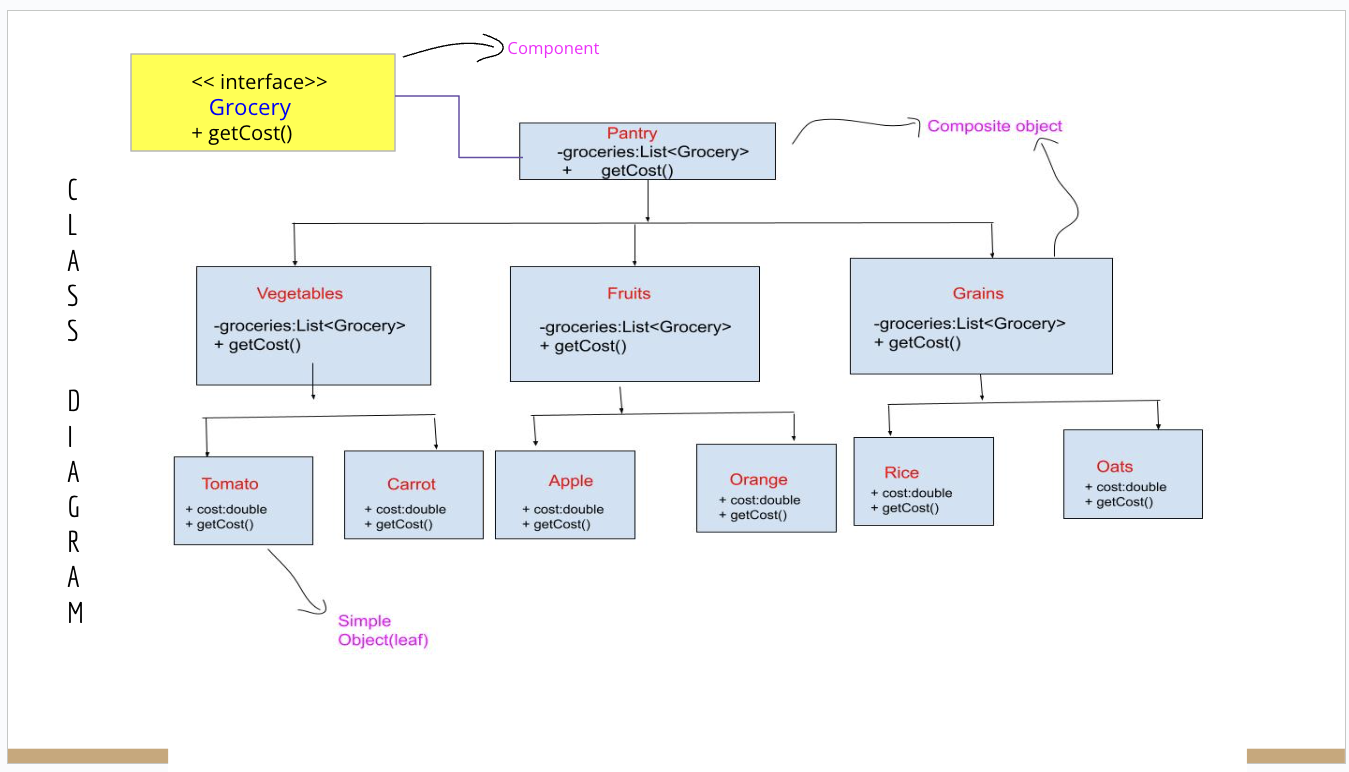 Component
<< interface>>
Grocery
+ getCost()
Pantry
-groceries:List<Grocery>
+ getCost()
Composite object
CLASS DIAGRAM
Vegetables
-groceries:List<Grocery>
+ getCost()
Fruits
-groceries:List<Grocery>
+ getCost()
Grains
-groceries:List<Grocery>
+ getCost()
Tomato
+ cost:double
+ getCost()
Carrot
+ cost:double
+ getCost()
Apple
+ cost:double
+ getCost()
Orange
+ cost:double
+ getCost()
Rice
+ cost:double
+ getCost()
Oats
+ cost:double
+ getCost()
Simple
Object(leaf)